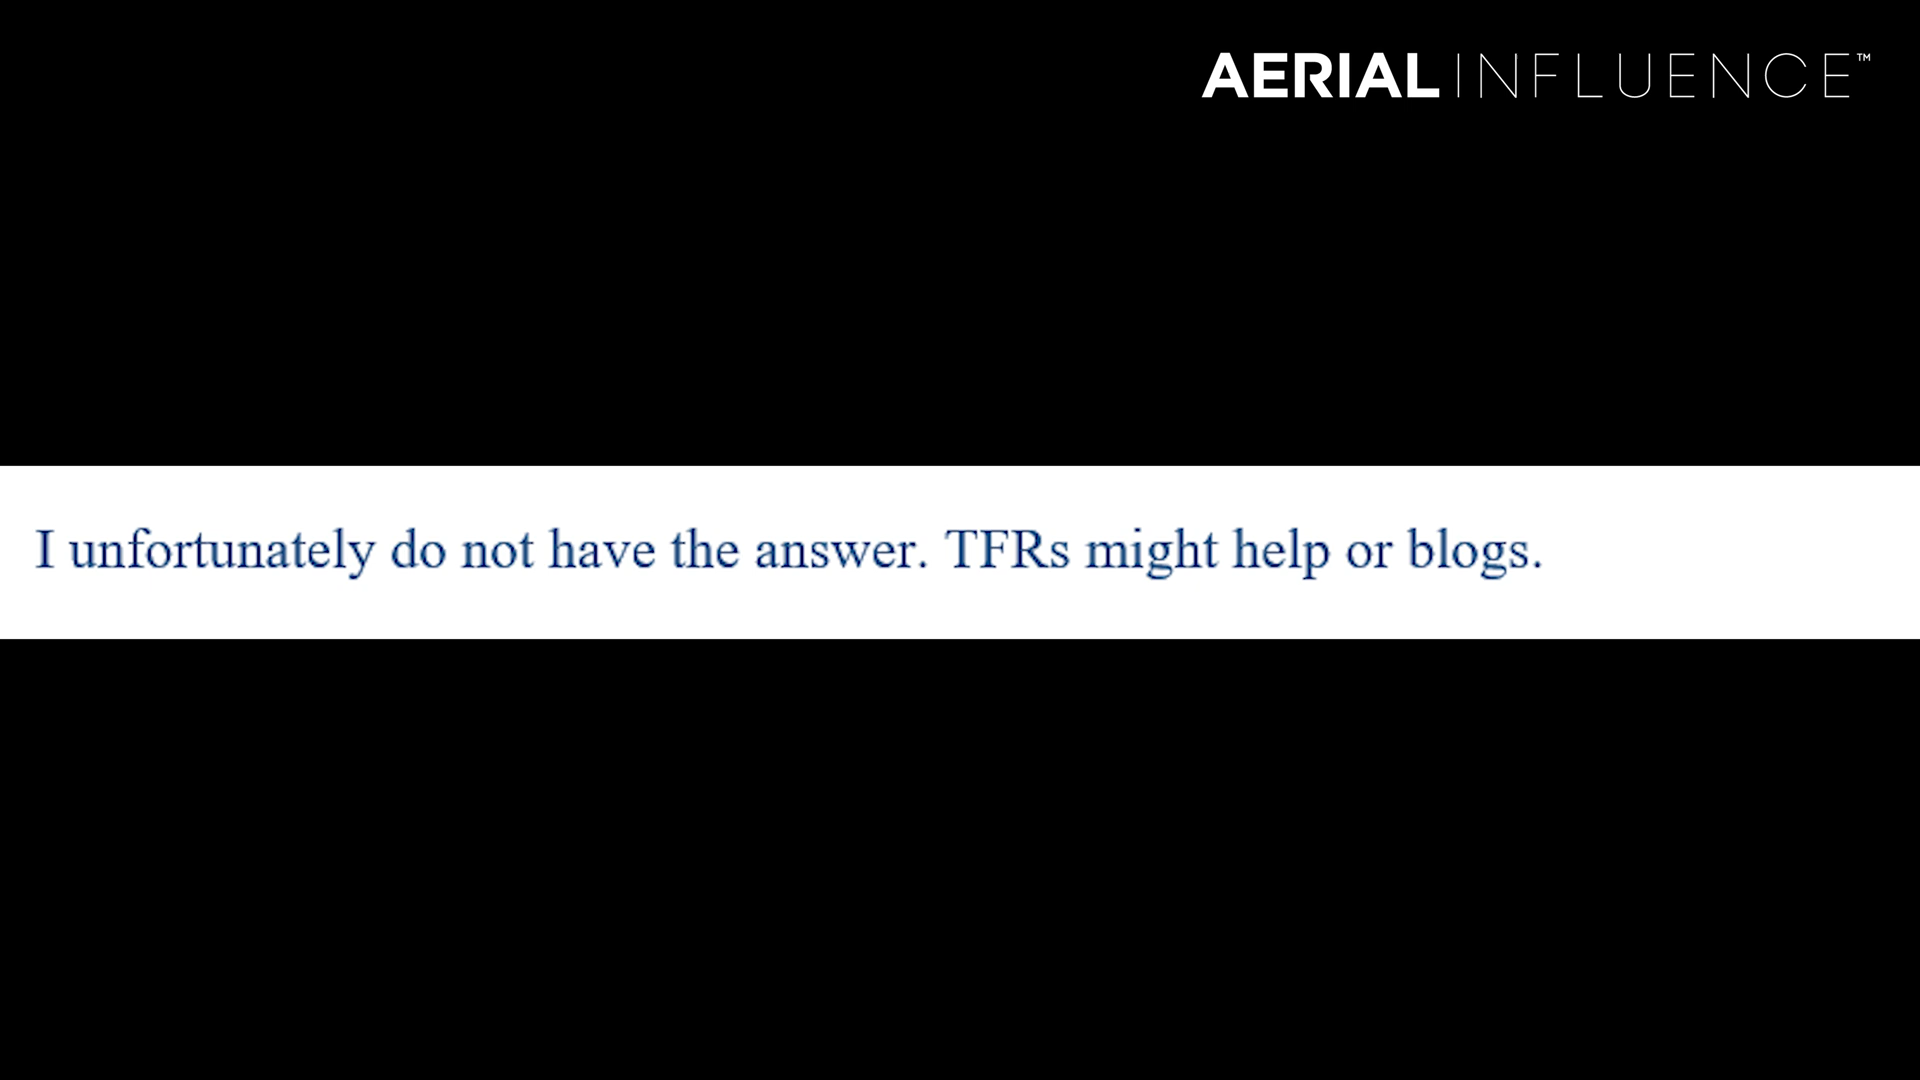 AERIAL INFLUENCE™
I unfortunately do not have the answer. TFRs might help or blogs.